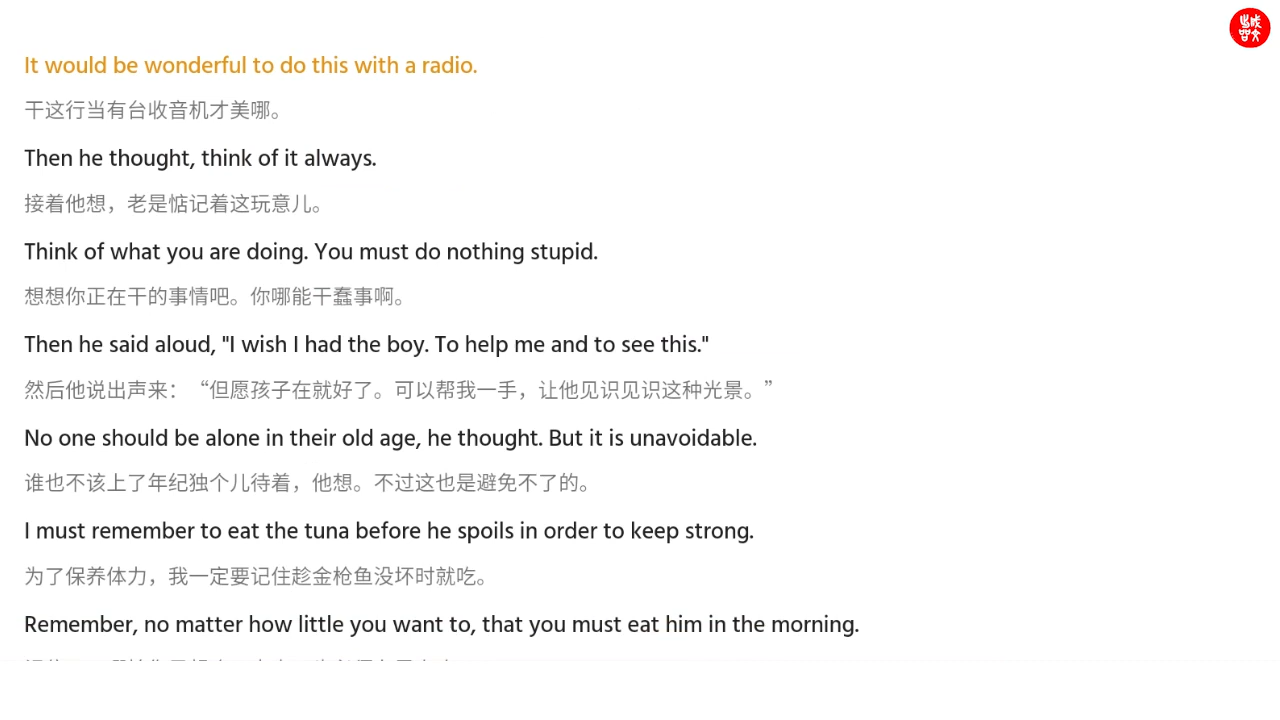 It would be wonderful to do this with a radio.
干这行当有台收音机才美哪。
Then he thought, think of it always.
接着他想，老是惦记着这玩意儿。
Think of what you are doing. You must do nothing stupid.
想想你正在干的事情吧。你哪能干蠢事啊。
Then he said aloud, "I wish I had the boy. To help me and to see this."
然后他说出声来：“但愿孩子在就好了。可以帮我一手，让他见识见识这种光景。”
No one should be alone in their old age, he thought. But it is unavoidable.
谁也不该上了年纪独个儿待着，他想。不过这也是避免不了的。
I must remember to eat the tuna before he spoils in order to keep strong.
为了保养体力，我一定要记住趁金枪鱼没坏时就吃。
Remember, no matter how little you want to, that you must eat him in the morning.